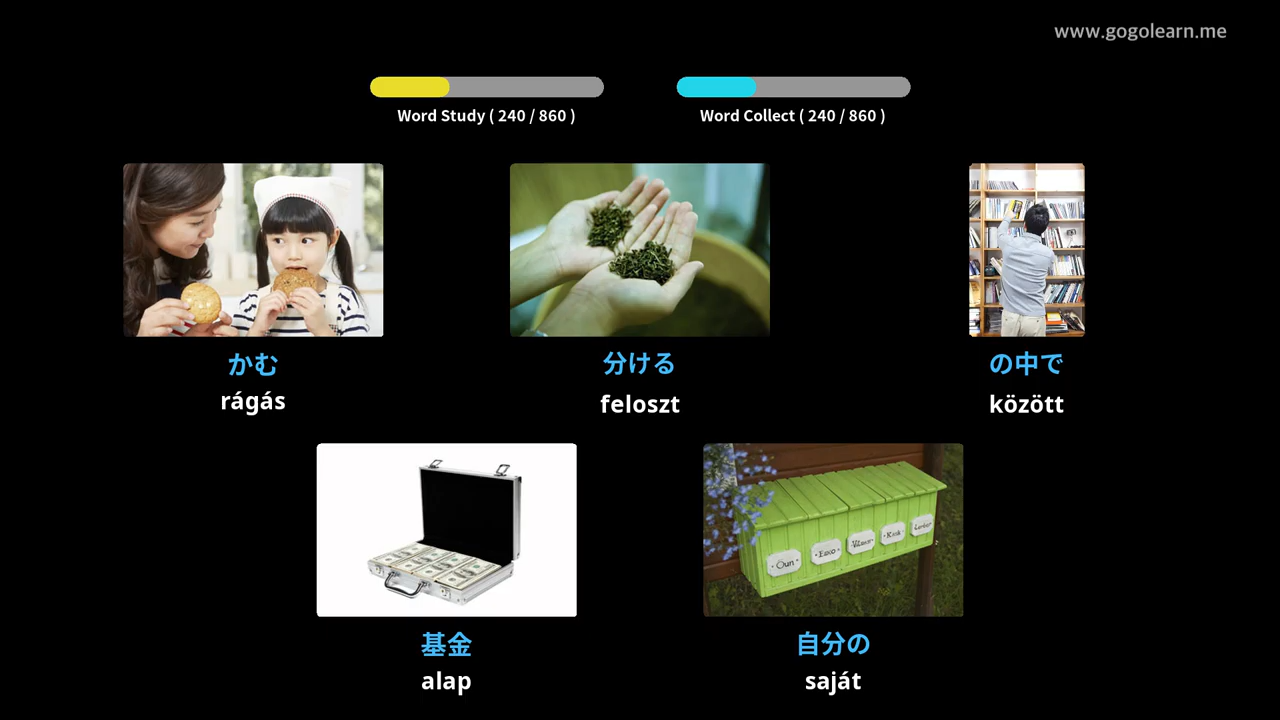 www.gogolearn.me
Word Study ( 240 / 860 )
Word Collect ( 240 / 860 )
かむ
rágás
分ける
feloszt
の中で
között
基金
alap
自分の
saját